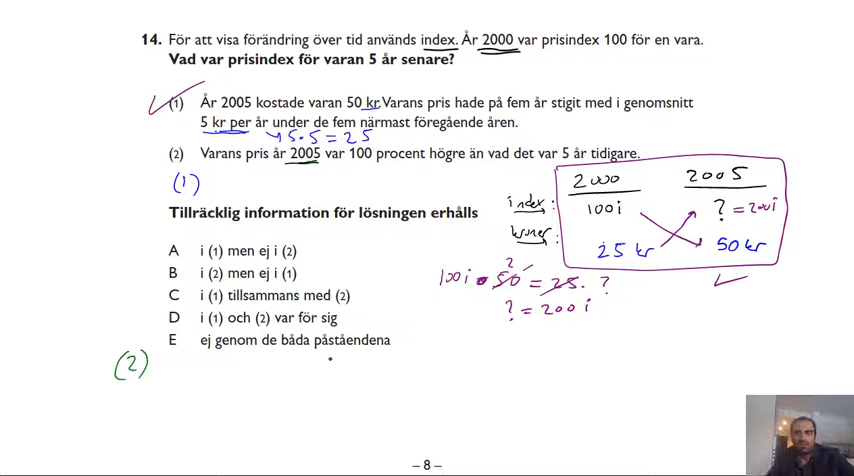 14. För att visa förändring över tid används index. År 2000 var prisindex 100 för en vara.
Vad var prisindex för varan 5 år senare?
(1) År 2005 kostade varan 50 kr. Varans pris hade på fem år stigit med i genomsnitt
5 kr per år under de fem närmast föregående åren.
→ 5 · 5 = 25
(2) Varans pris år 2005 var 100 procent högre än vad det var 5 år tidigare.
(1)
2000 2005
index: 100i ? = 200i
kronor: 25 kr 50 kr
Tillräcklig information för lösningen erhålls
A i (1) men ej i (2)
B i (2) men ej i (1)
C i (1) tillsammans med (2)
D i (1) och (2) var för sig
E ej genom de båda påståendena
2
100i · 50 = 25 · ?
? = 200i
(2)
– 8 –